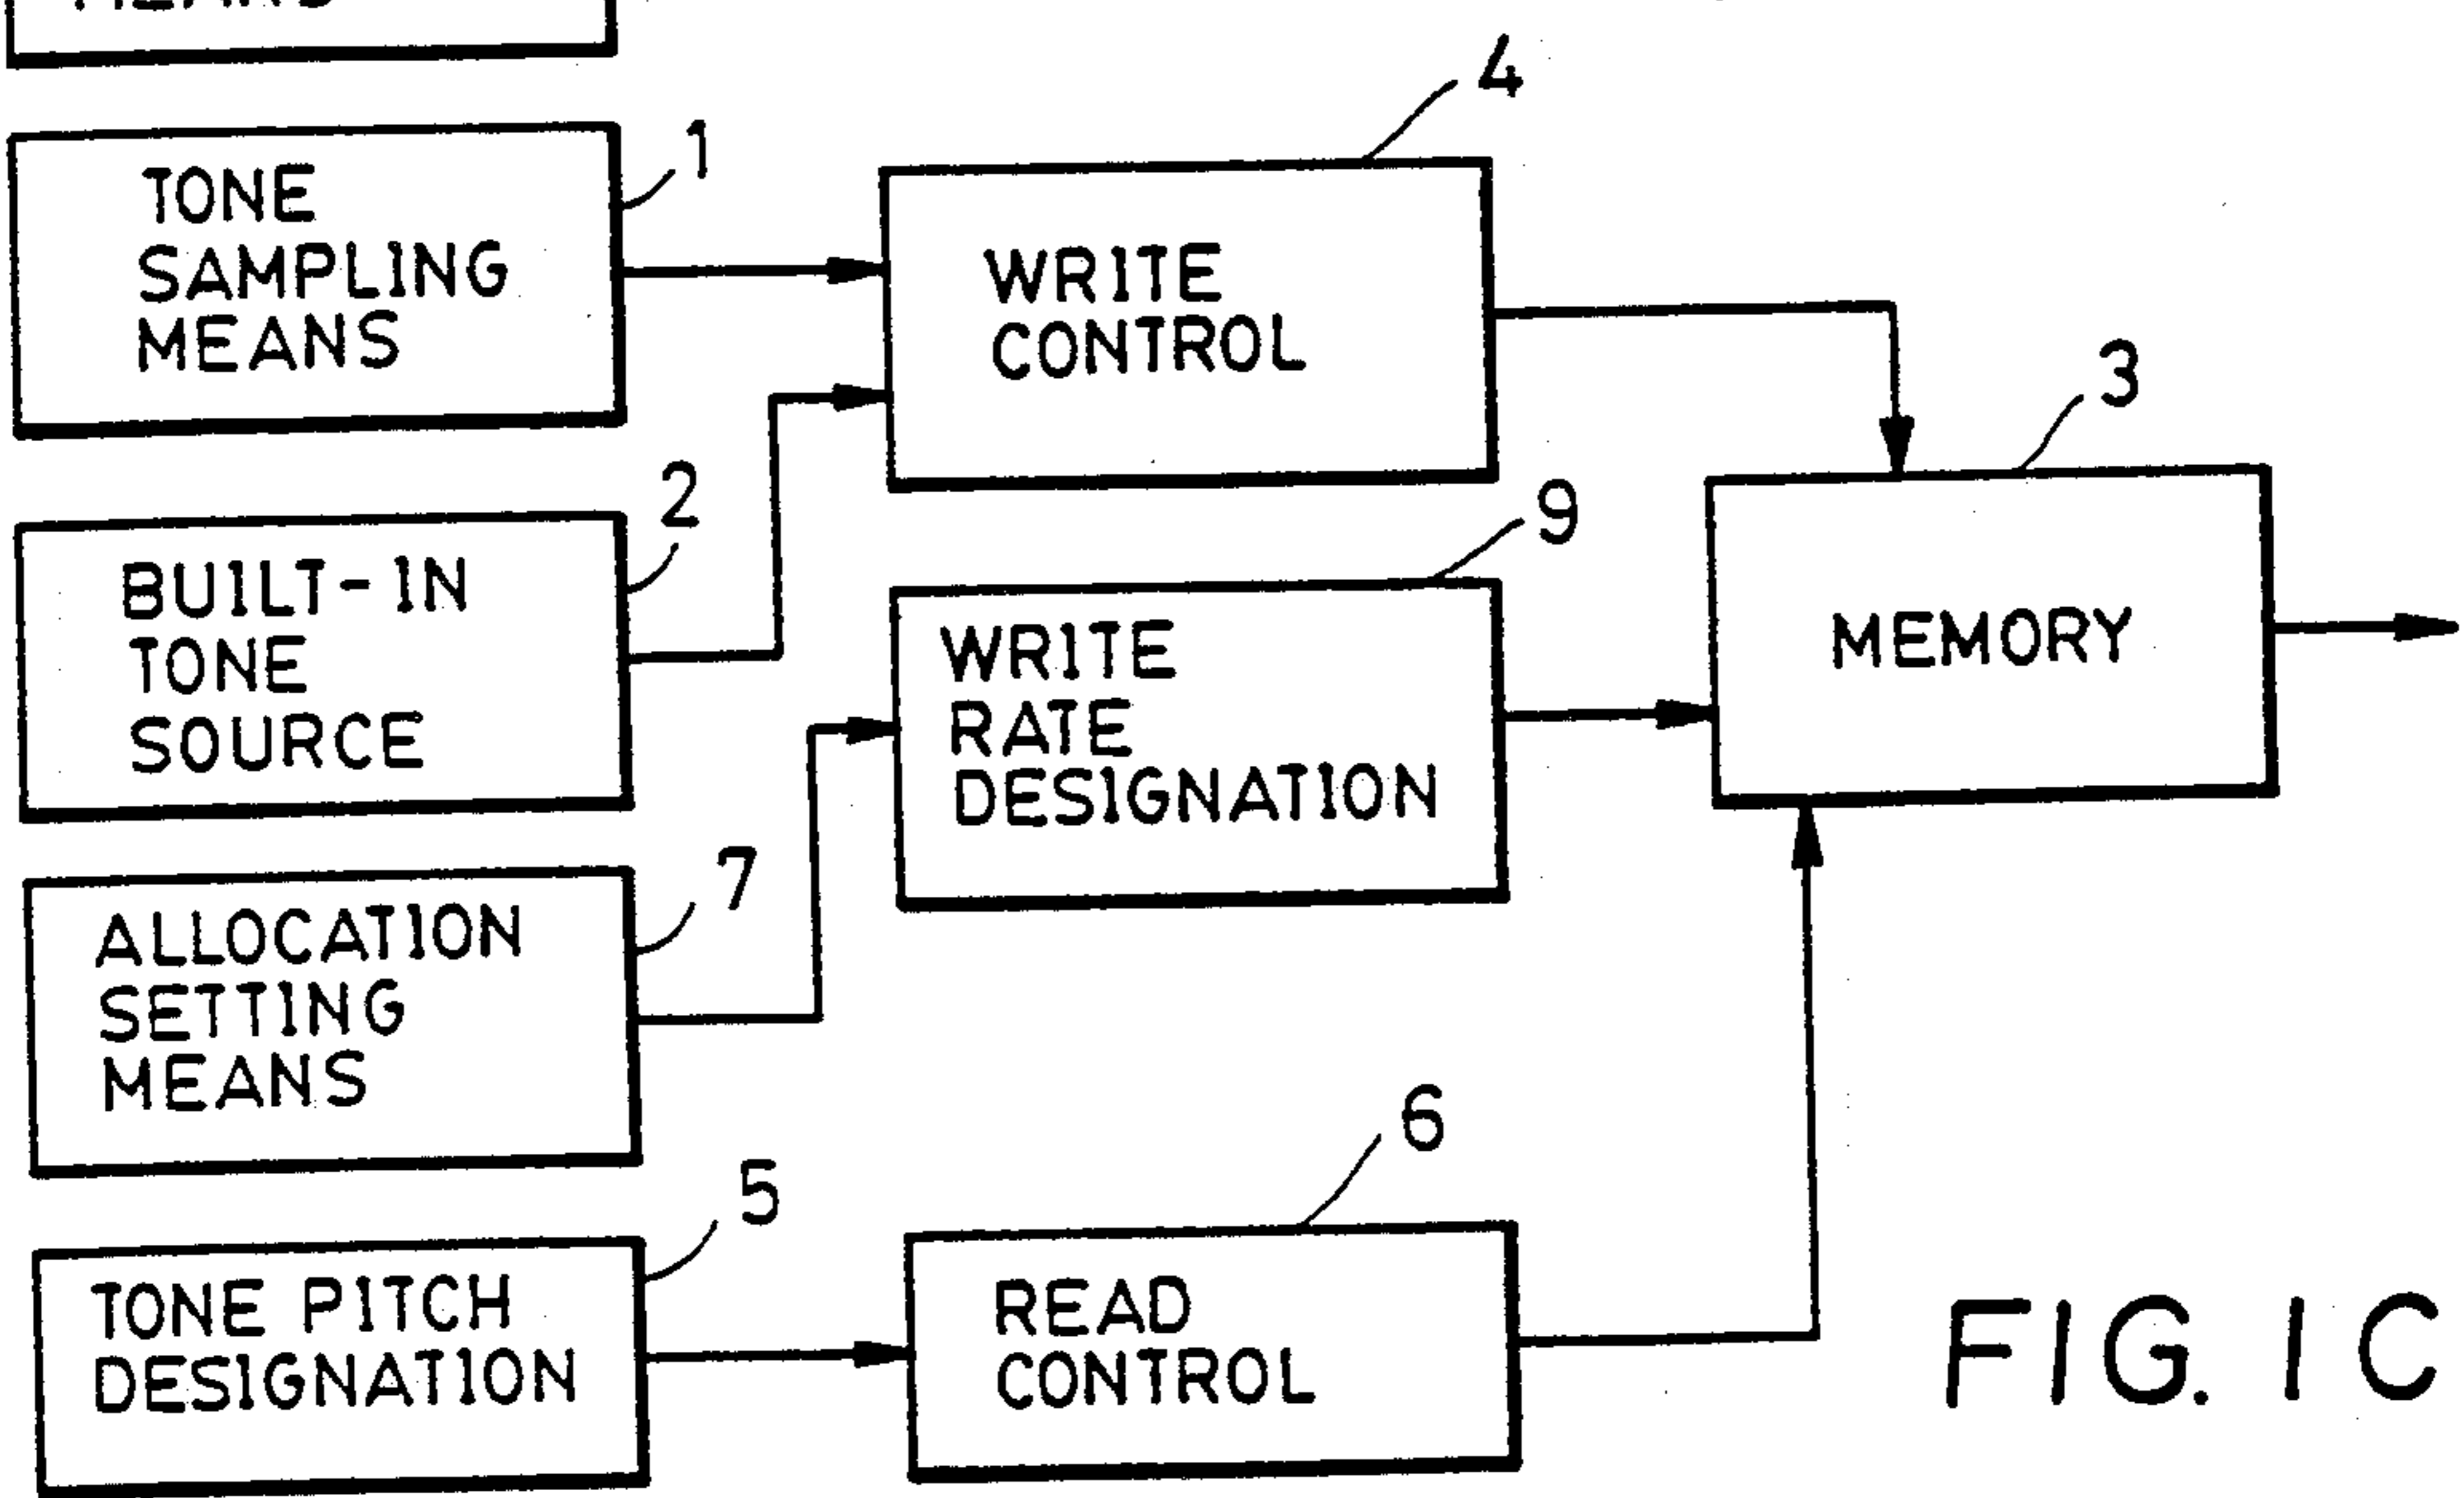 1
TONE
SAMPLING
MEANS
4
WRITE
CONTROL
2
BUILT-IN
TONE
SOURCE
9
WRITE
RATE
DESIGNATION
3
MEMORY
7
ALLOCATION
SETTING
MEANS
5
TONE PITCH
DESIGNATION
6
READ
CONTROL
FIG. 1C